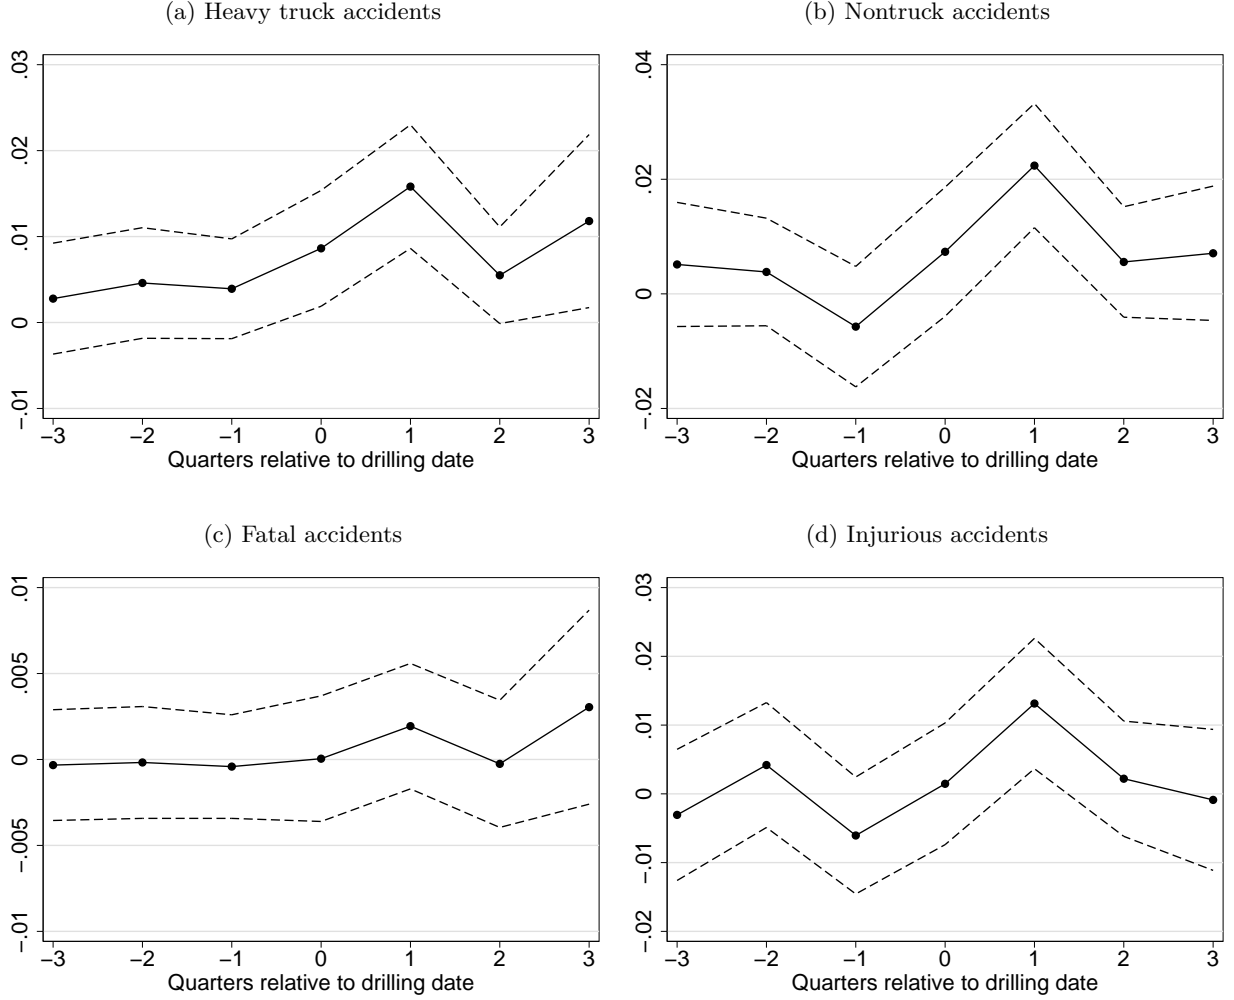 (a) Heavy truck accidents
.03
.02
.01
0
−.01
−3 −2 −1 0 1 2 3
Quarters relative to drilling date
(b) Nontruck accidents
.04
.02
0
−.02
−3 −2 −1 0 1 2 3
Quarters relative to drilling date
(c) Fatal accidents
.01
.005
0
−.005
−.01
−3 −2 −1 0 1 2 3
Quarters relative to drilling date
(d) Injurious accidents
.03
.02
.01
0
−.01
−.02
−3 −2 −1 0 1 2 3
Quarters relative to drilling date